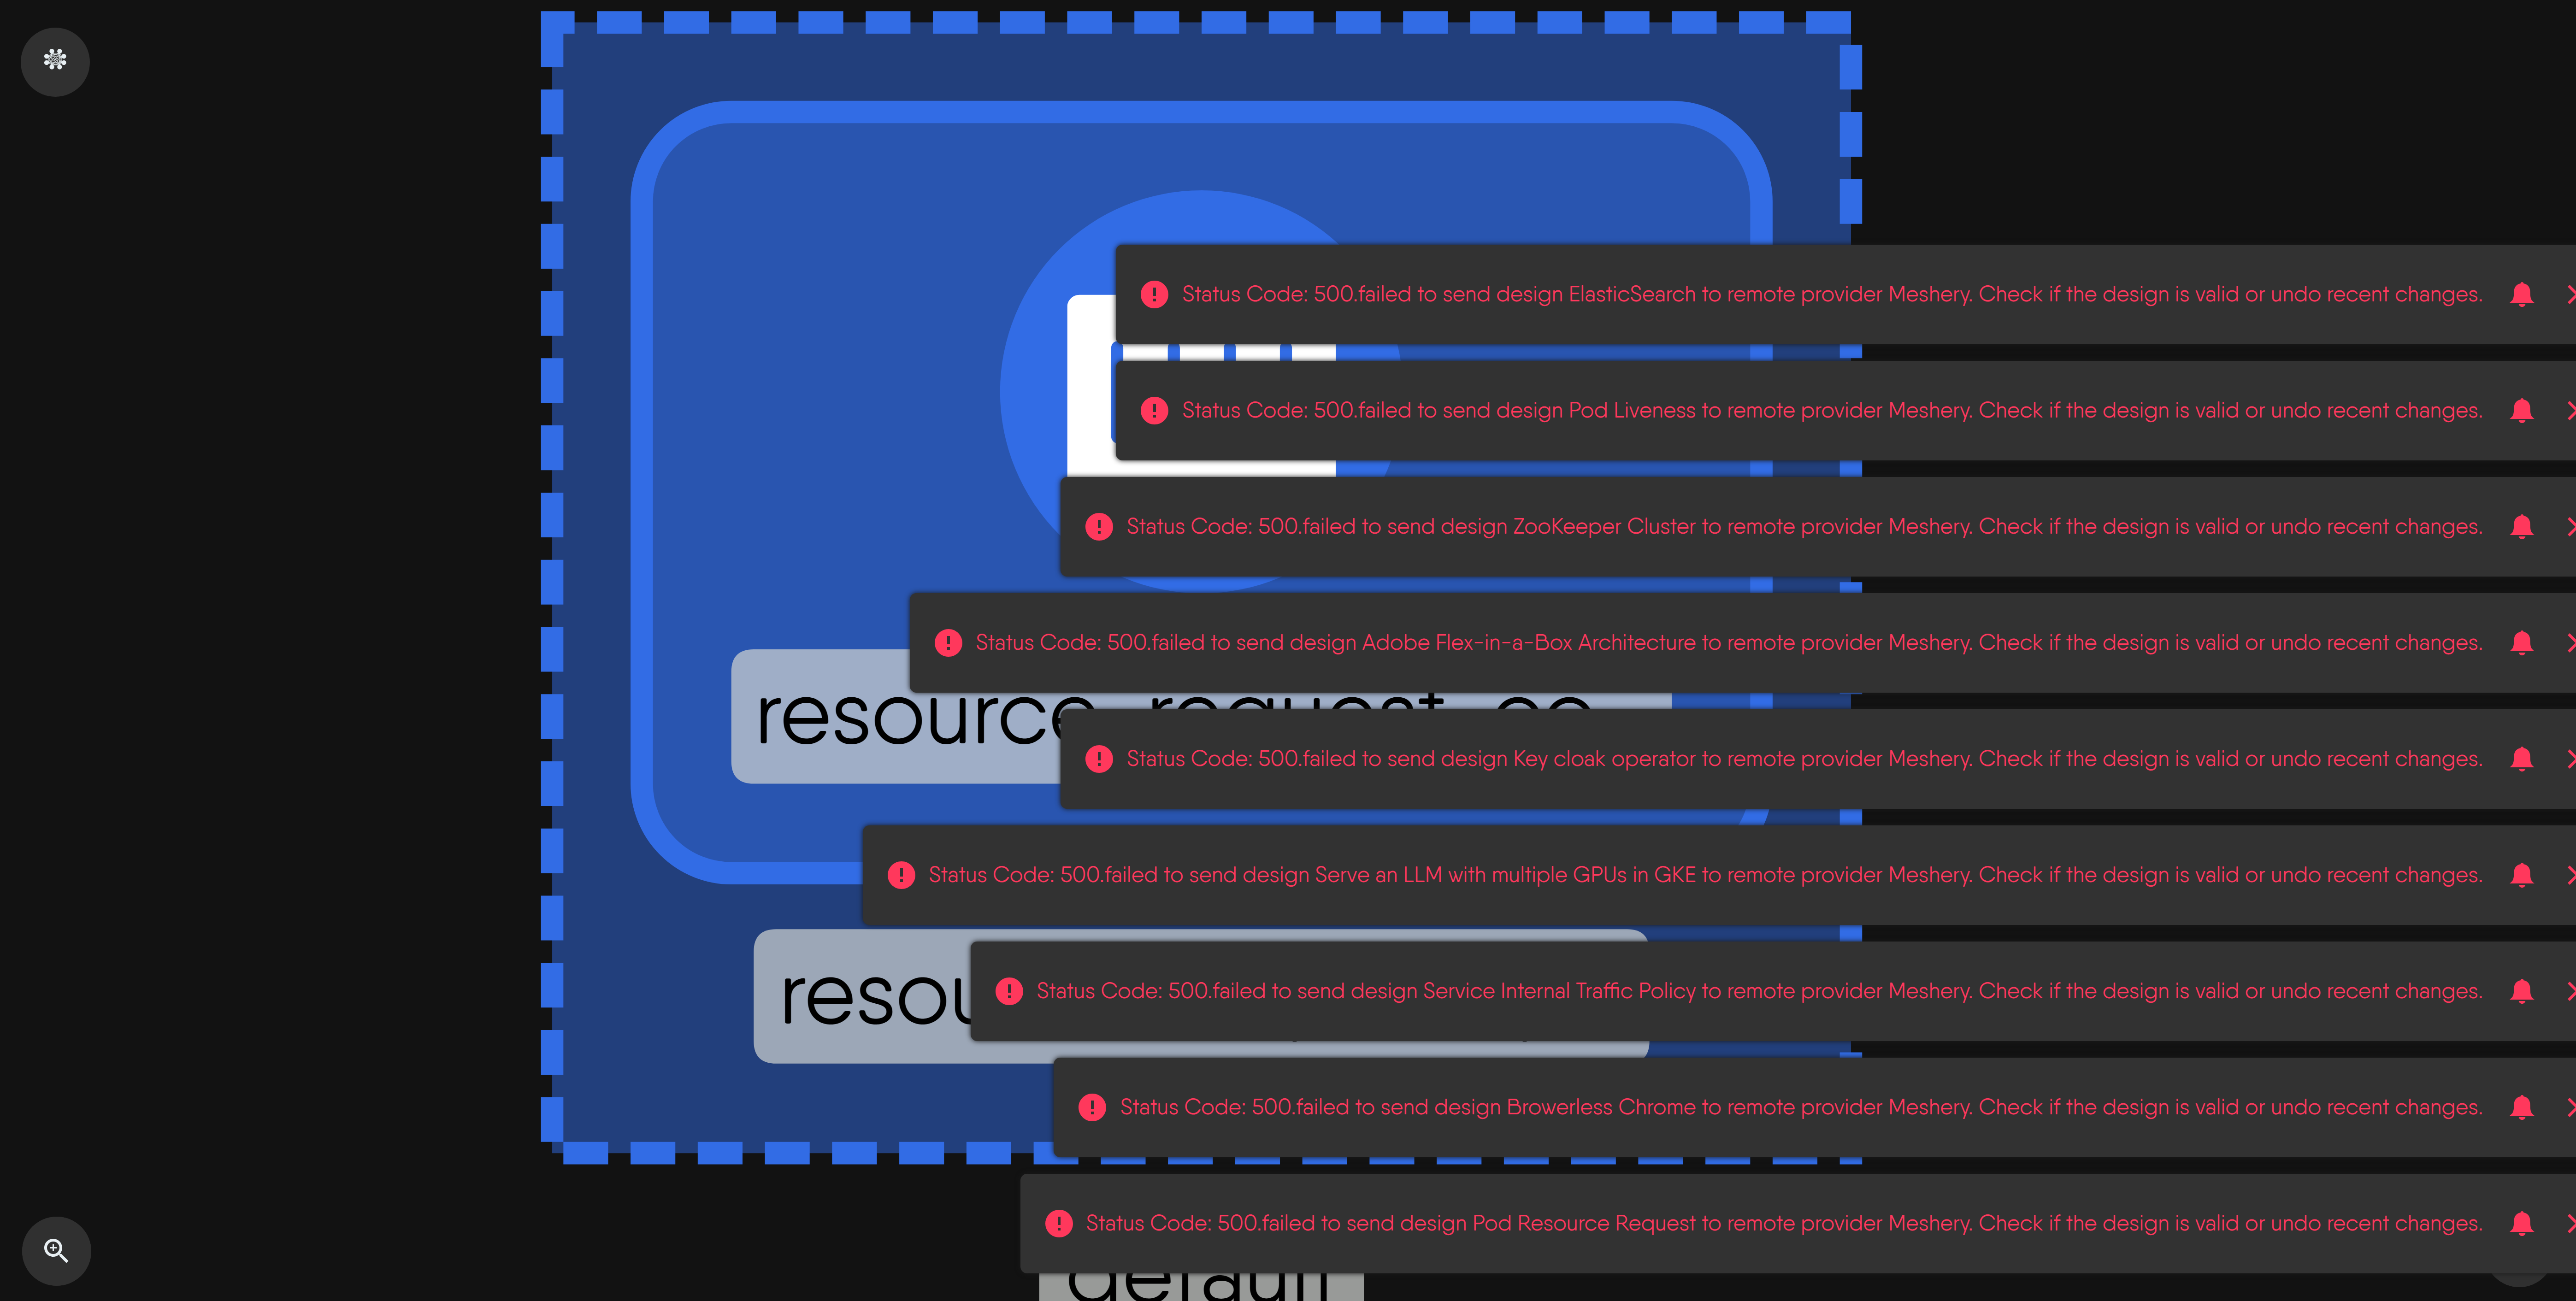 Status Code: 500.failed to send design ElasticSearch to remote provider Meshery. Check if the design is valid or undo recent changes.
Status Code: 500.failed to send design Pod Liveness to remote provider Meshery. Check if the design is valid or undo recent changes.
Status Code: 500.failed to send design ZooKeeper Cluster to remote provider Meshery. Check if the design is valid or undo recent changes.
Status Code: 500.failed to send design Adobe Flex-in-a-Box Architecture to remote provider Meshery. Check if the design is valid or undo recent changes.
resource
Status Code: 500.failed to send design Key cloak operator to remote provider Meshery. Check if the design is valid or undo recent changes.
Status Code: 500.failed to send design Serve an LLM with multiple GPUs in GKE to remote provider Meshery. Check if the design is valid or undo recent changes.
Status Code: 500.failed to send design Service Internal Traffic Policy to remote provider Meshery. Check if the design is valid or undo recent changes.
Status Code: 500.failed to send design Browerless Chrome to remote provider Meshery. Check if the design is valid or undo recent changes.
Status Code: 500.failed to send design Pod Resource Request to remote provider Meshery. Check if the design is valid or undo recent changes.
default